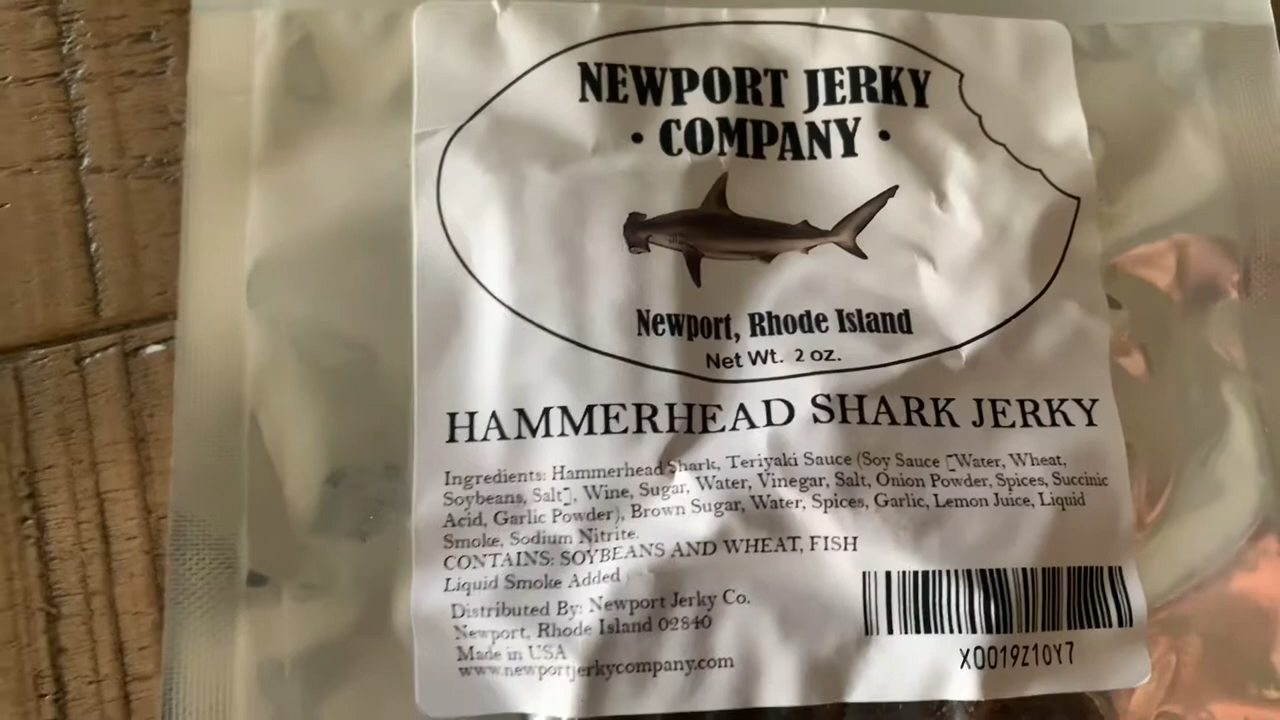 NEWPORT JERKY
• COMPANY •
Newport, Rhode Island
Net Wt. 2 oz.
HAMMERHEAD SHARK JERKY
Ingredients: Hammerhead Shark, Teriyaki Sauce (Soy Sauce [Water, Wheat,
Soybeans, Salt], Wine, Sugar, Water, Vinegar, Salt, Onion Powder, Spices, Succinic
Acid, Garlic Powder), Brown Sugar, Water, Spices, Garlic, Lemon Juice, Liquid
Smoke, Sodium Nitrite.
CONTAINS: SOYBEANS AND WHEAT, FISH
Liquid Smoke Added
Distributed By: Newport Jerky Co.
Newport, Rhode Island 02840
Made in USA
www.newportjerkycompany.com
X0019Z10Y7